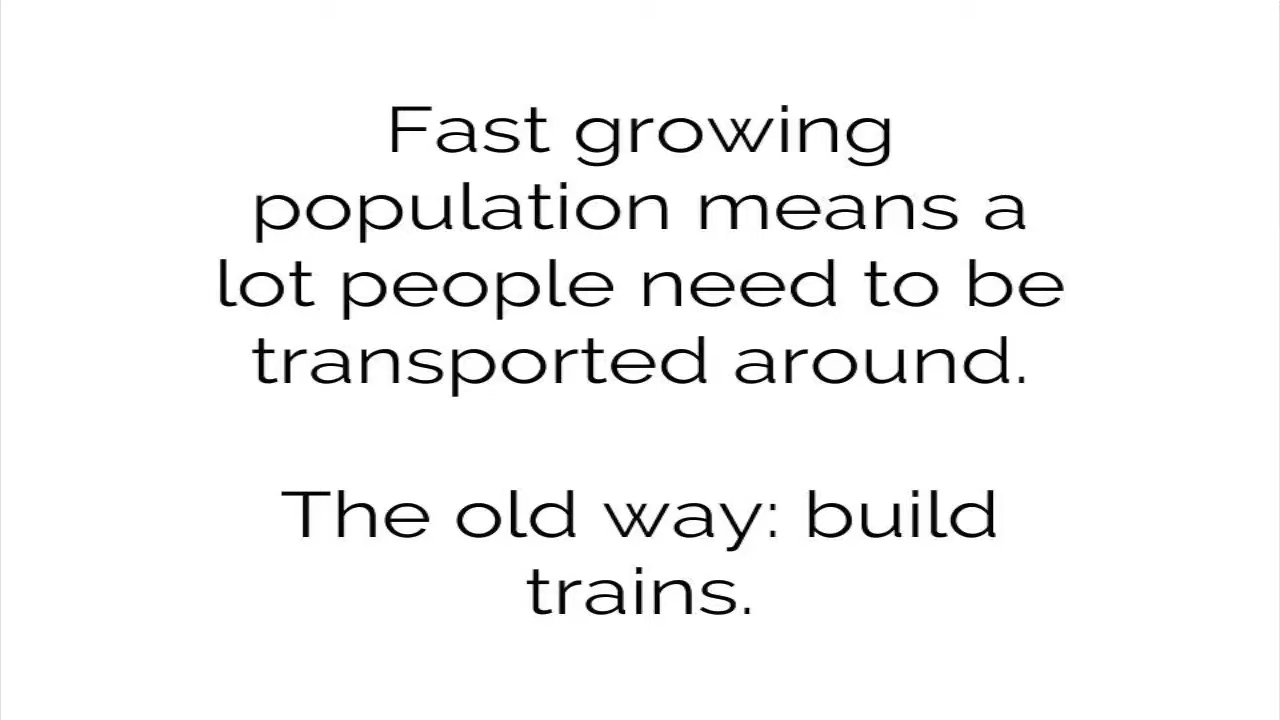 Fast growing
population means a
lot people need to be
transported around.
The old way: build
trains.